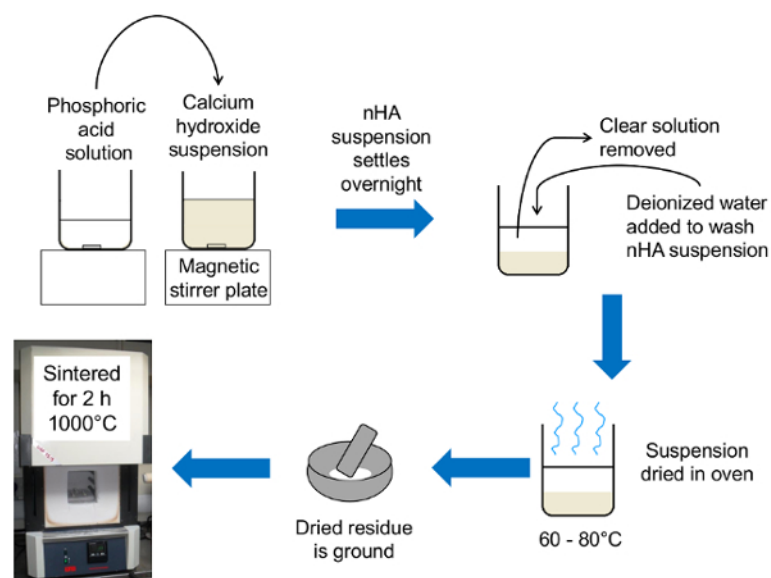 Phosphoric
acid
solution
Calcium
hydroxide
suspension
Magnetic
stirrer plate
nHA
suspension
settles
overnight
Clear solution
removed
Deionized water
added to wash
nHA suspension
Suspension
dried in oven
60 - 80°C
Dried residue
is ground
Sintered
for 2 h
1000°C